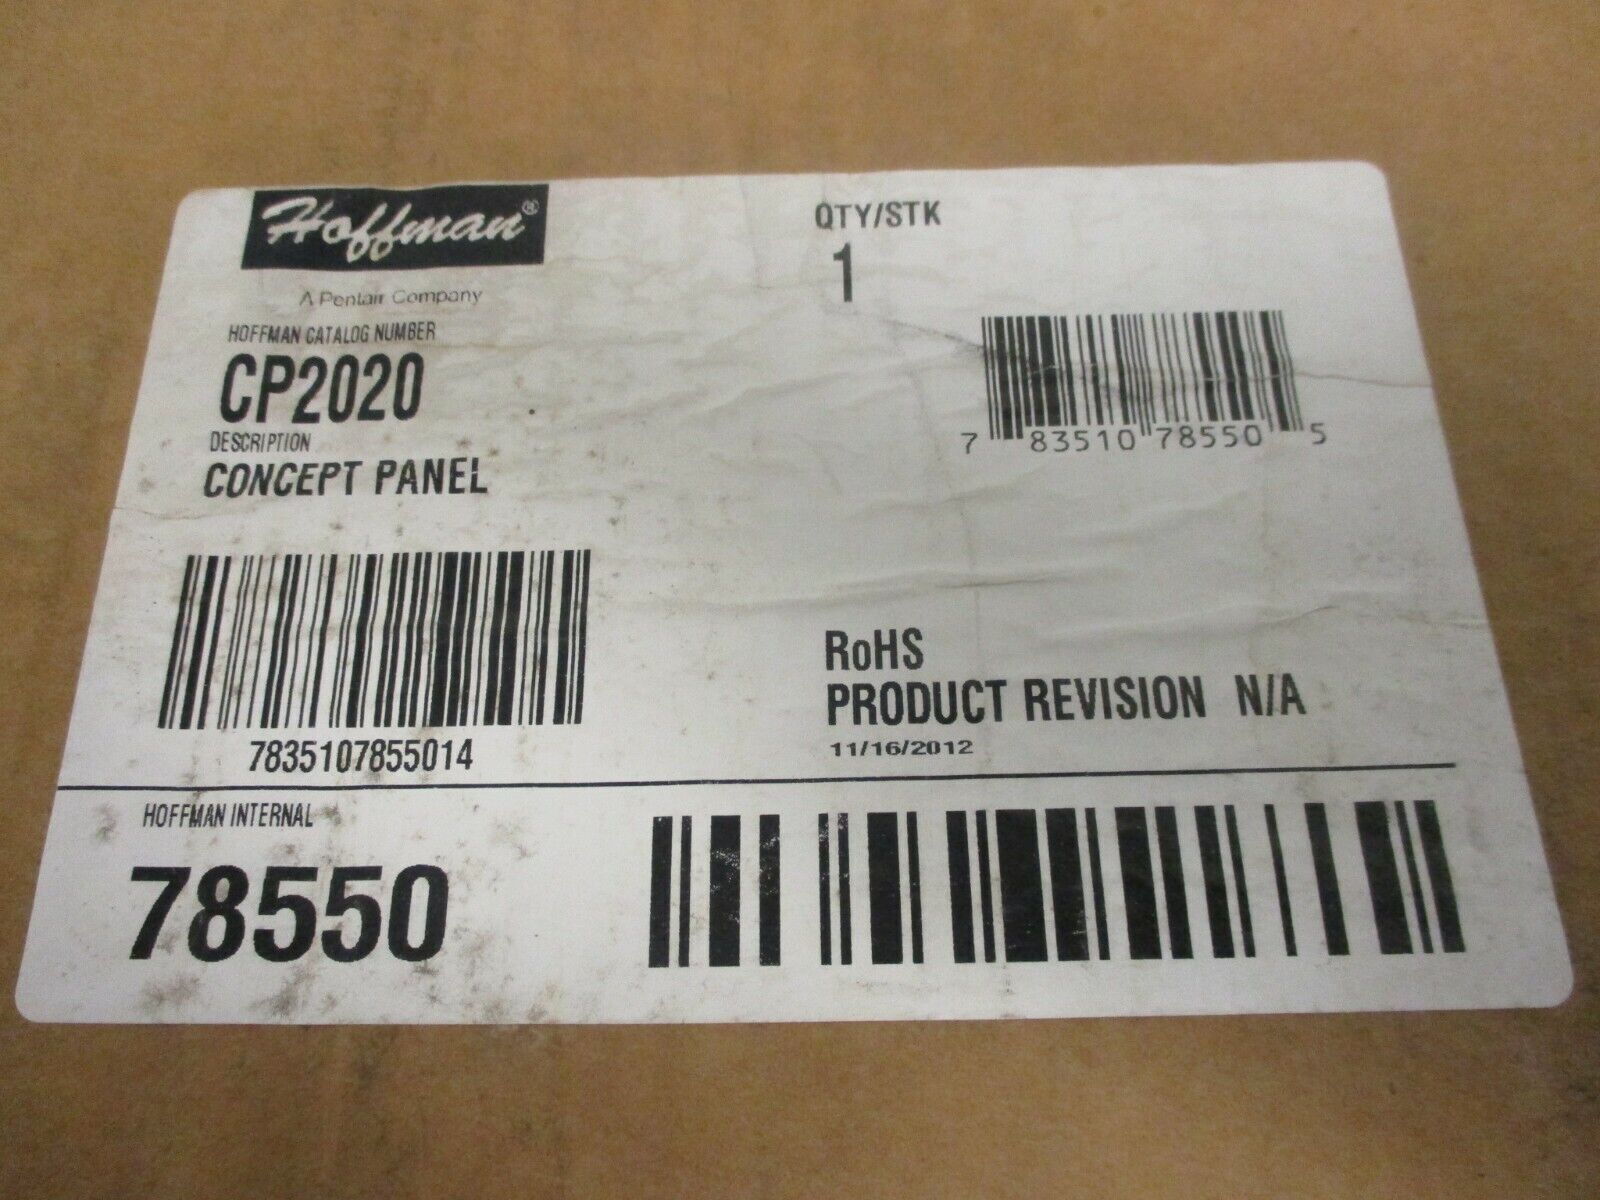 Hoffman®
A Pentair Company
HOFFMAN CATALOG NUMBER
CP2020
DESCRIPTION
CONCEPT PANEL
7835107855014
QTY/STK
1
7 83510 78550 5
RoHS
PRODUCT REVISION N/A
11/16/2012
HOFFMAN INTERNAL
78550